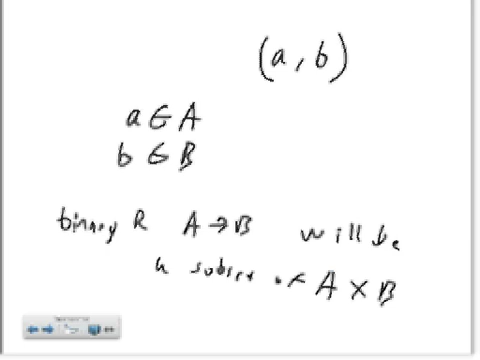 (a, b)
a ∈ A
b ∈ B
binary R A → B will be
a subset of A × B